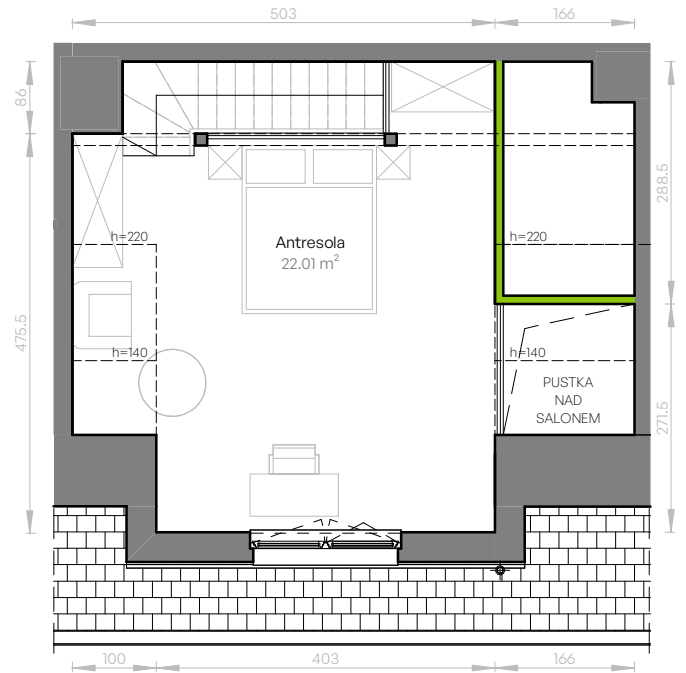 503
166
86
288.5
h=220
Antresola
22.01 m²
h=220
475.5
h=140
h=140
PUSTKA
NAD
SALONEM
271.5
100
403
166